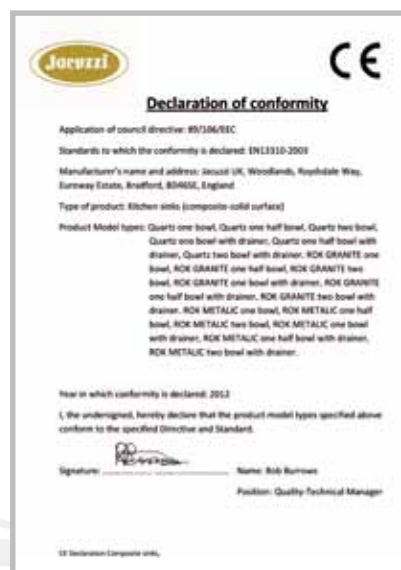 Jacuzzi
CE
Declaration of conformity
Application of council directive: 89/106/EEC
Standards to which the conformity is declared: EN13310-2003
Manufacturer's name and address: Jacuzzi UK, Woodlands, Roysdale Way,
Euroway Estate, Bradford, BD46SE, England
Type of product: Kitchen sinks (composite-solid surface)
Product Model types: Quartz one bowl, Quartz one half bowl, Quartz two bowl,
Quartz one bowl with drainer, Quartz one half bowl with
drainer, Quartz two bowl with drainer. ROK GRANITE one
bowl, ROK GRANITE one half bowl, ROK GRANITE two
bowl, ROK GRANITE one bowl with drainer, ROK GRANITE
one half bowl with drainer, ROK GRANITE two bowl with
drainer. ROK METALIC one bowl, ROK METALIC one half
bowl, ROK METALIC two bowl, ROK METALIC one bowl
with drainer, ROK METALIC one half bowl with drainer,
ROK METALIC two bowl with drainer.
Year in which conformity is declared: 2012
I, the undersigned, hereby declare that the product model types specified above
conform to the specified Directive and Standard.
Signature: Name: Rob Burrows
Position: Quality-Technical Manager
CE Declaration Composite sinks,